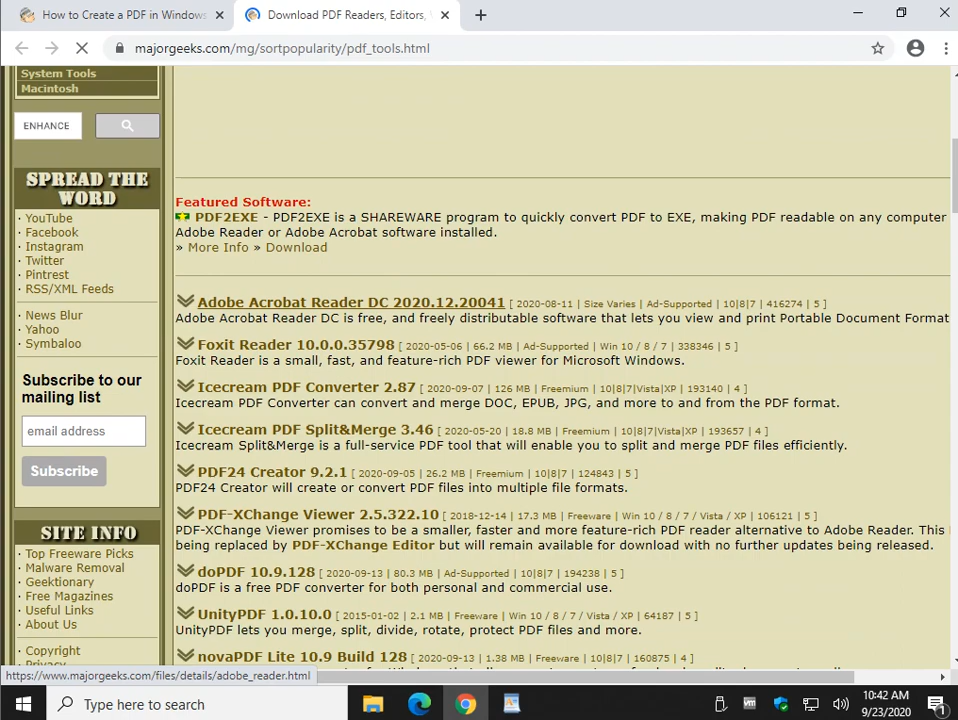 How to Create a PDF in Windows
Download PDF Readers, Editors,
majorgeeks.com/mg/sortpopularity/pdf_tools.html
System Tools
Macintosh
ENHANCE
SPREAD THE
WORD
· YouTube
· Facebook
· Instagram
· Twitter
· Pinterest
· RSS/XML Feeds
· News Blur
· Yahoo
· Symbaloo
Subscribe to our
mailing list
email address
Subscribe
SITE INFO
· Top Freeware Picks
· Malware Removal
· Geektionary
· Free Magazines
· Useful Links
· About Us
· Copyright
· Privacy
Featured Software:
PDF2EXE - PDF2EXE is a SHAREWARE program to quickly convert PDF to EXE, making PDF readable on any computer
Adobe Reader or Adobe Acrobat software installed.
» More Info » Download
Adobe Acrobat Reader DC 2020.12.20041 [ 2020-08-11 | Size Varies | Ad-Supported | 10|8|7 | 416274 | 5 ]
Adobe Acrobat Reader DC is free, and freely distributable software that lets you view and print Portable Document Format
Foxit Reader 10.0.0.35798 [ 2020-05-06 | 66.2 MB | Ad-Supported | Win 10 / 8 / 7 | 338346 | 5 ]
Foxit Reader is a small, fast, and feature-rich PDF viewer for Microsoft Windows.
Icecream PDF Converter 2.87 [ 2020-09-07 | 126 MB | Freemium | 10|8|7|Vista|XP | 193140 | 4 ]
Icecream PDF Converter can convert and merge DOC, EPUB, JPG, and more to and from the PDF format.
Icecream PDF Split&Merge 3.46 [ 2020-05-20 | 18.8 MB | Freemium | 10|8|7|Vista|XP | 193657 | 4 ]
Icecream Split&Merge is a full-service PDF tool that will enable you to split and merge PDF files efficiently.
PDF24 Creator 9.2.1 [ 2020-09-05 | 26.2 MB | Freemium | 10|8|7 | 124843 | 5 ]
PDF24 Creator will create or convert PDF files into multiple file formats.
PDF-XChange Viewer 2.5.322.10 [ 2018-12-14 | 17.3 MB | Freeware | Win 10 / 8 / 7 / Vista / XP | 106121 | 5 ]
PDF-XChange Viewer promises to be a smaller, faster and more feature-rich PDF reader alternative to Adobe Reader. This
being replaced by PDF-XChange Editor but will remain available for download with no further updates being released.
doPDF 10.9.128 [ 2020-09-13 | 80.3 MB | Ad-Supported | 10|8|7 | 194238 | 5 ]
doPDF is a free PDF converter for both personal and commercial use.
UnityPDF 1.0.10.0 [ 2015-01-02 | 2.1 MB | Freeware | Win 10 / 8 / 7 / Vista / XP | 64187 | 5 ]
UnityPDF lets you merge, split, divide, rotate, protect PDF files and more.
novaPDF Lite 10.9 Build 128 [ 2020-09-13 | 1.38 MB | Freeware | 10|8|7 | 160875 | 4 ]
https://www.majorgeeks.com/files/details/adobe_reader.html
Type here to search
vm
10:42 AM
9/23/2020
1